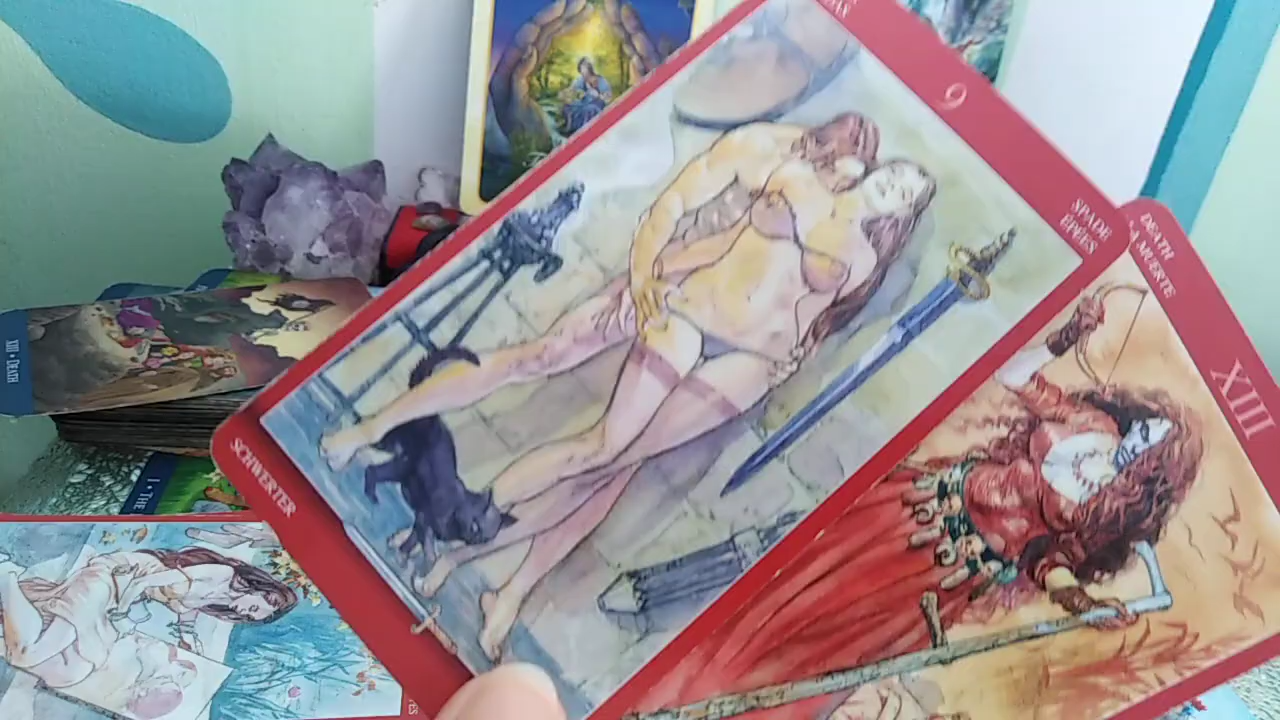 9
SPADE
ÉPÉES
SCHWERTER
DEATH
LA MUERTE
XIII
XIII • DEATH
I • THE